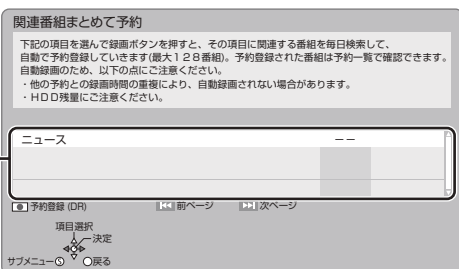 関連番組まとめて予約
下記の項目を選んで録画ボタンを押すと、その項目に関連する番組を毎日検索して、
自動で予約登録していきます(最大128番組)。予約登録された番組は予約一覧で確認できます。
自動録画のため、以下の点にご注意ください。
・他の予約との録画時間の重複により、自動録画されない場合があります。
・HDD残量にご注意ください。
ニュース −−
予約登録 (DR) 前ページ 次ページ
項目選択
決定
サブメニュー Ⓢ 戻る